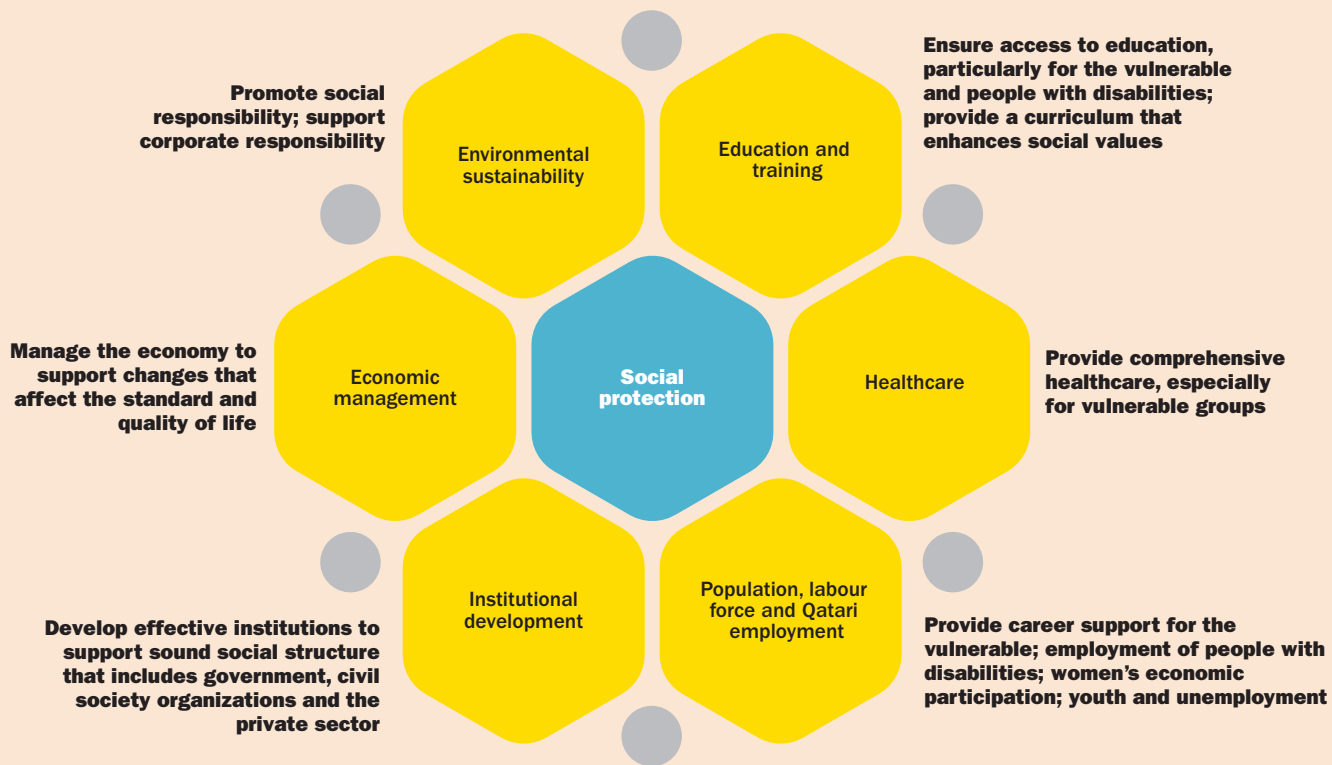 Promote social
responsibility; support
corporate responsibility
Environmental
sustainability
Education and
training
Ensure access to education,
particularly for the vulnerable
and people with disabilities;
provide a curriculum that
enhances social values
Manage the economy to
support changes that
affect the standard and
quality of life
Economic
management
Social
protection
Healthcare
Provide comprehensive
healthcare, especially
for vulnerable groups
Develop effective institutions to
support sound social structure
that includes government, civil
society organizations and the
private sector
Institutional
development
Population, labour
force and Qatari
employment
Provide career support for the
vulnerable; employment of people with
disabilities; women’s economic
participation; youth and unemployment